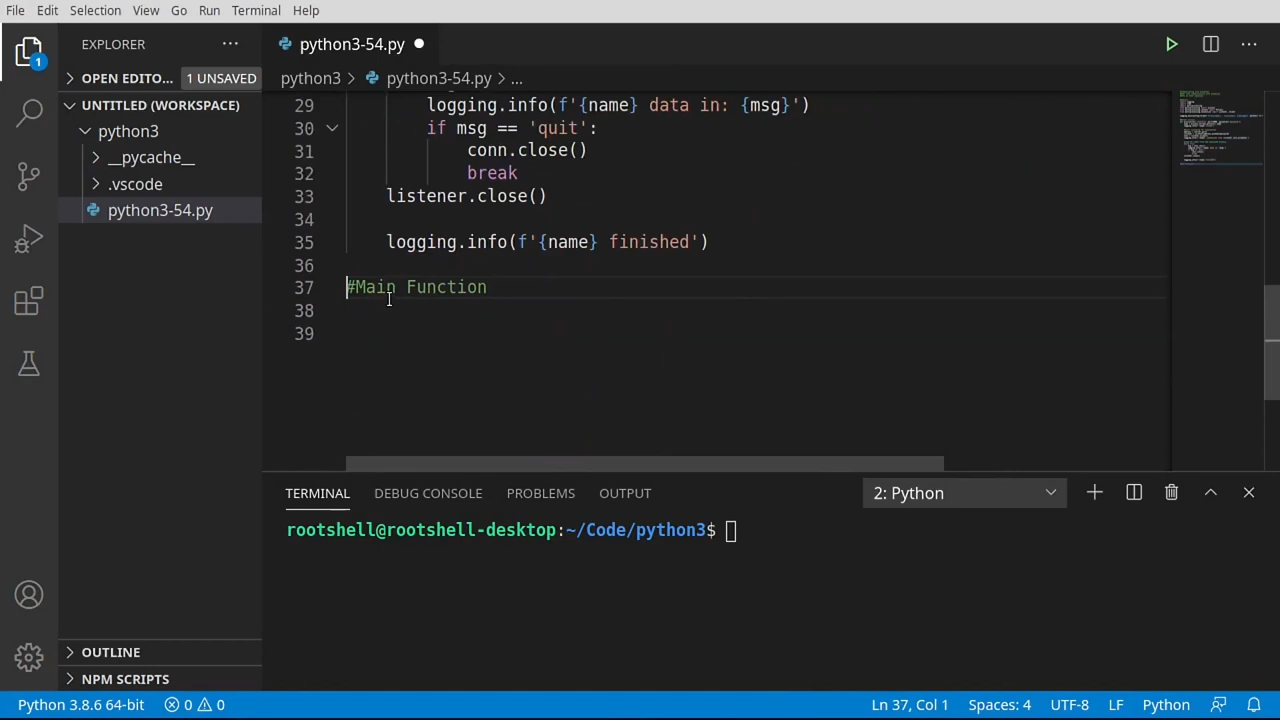 File Edit Selection View Go Run Terminal Help
EXPLORER ...
python3-54.py
OPEN EDITO... 1 UNSAVED
python3 > python3-54.py > ...
UNTITLED (WORKSPACE)
python3
__pycache__
.vscode
python3-54.py
1
29 logging.info(f'{name} data in: {msg}')
30 if msg == 'quit':
31 conn.close()
32 break
33 listener.close()
34
35 logging.info(f'{name} finished')
36
37 #Main Function
38
39
TERMINAL DEBUG CONSOLE PROBLEMS OUTPUT 2: Python
rootshell@rootshell-desktop:~/Code/python3$
OUTLINE
NPM SCRIPTS
Python 3.8.6 64-bit 0 0 Ln 37, Col 1 Spaces: 4 UTF-8 LF Python